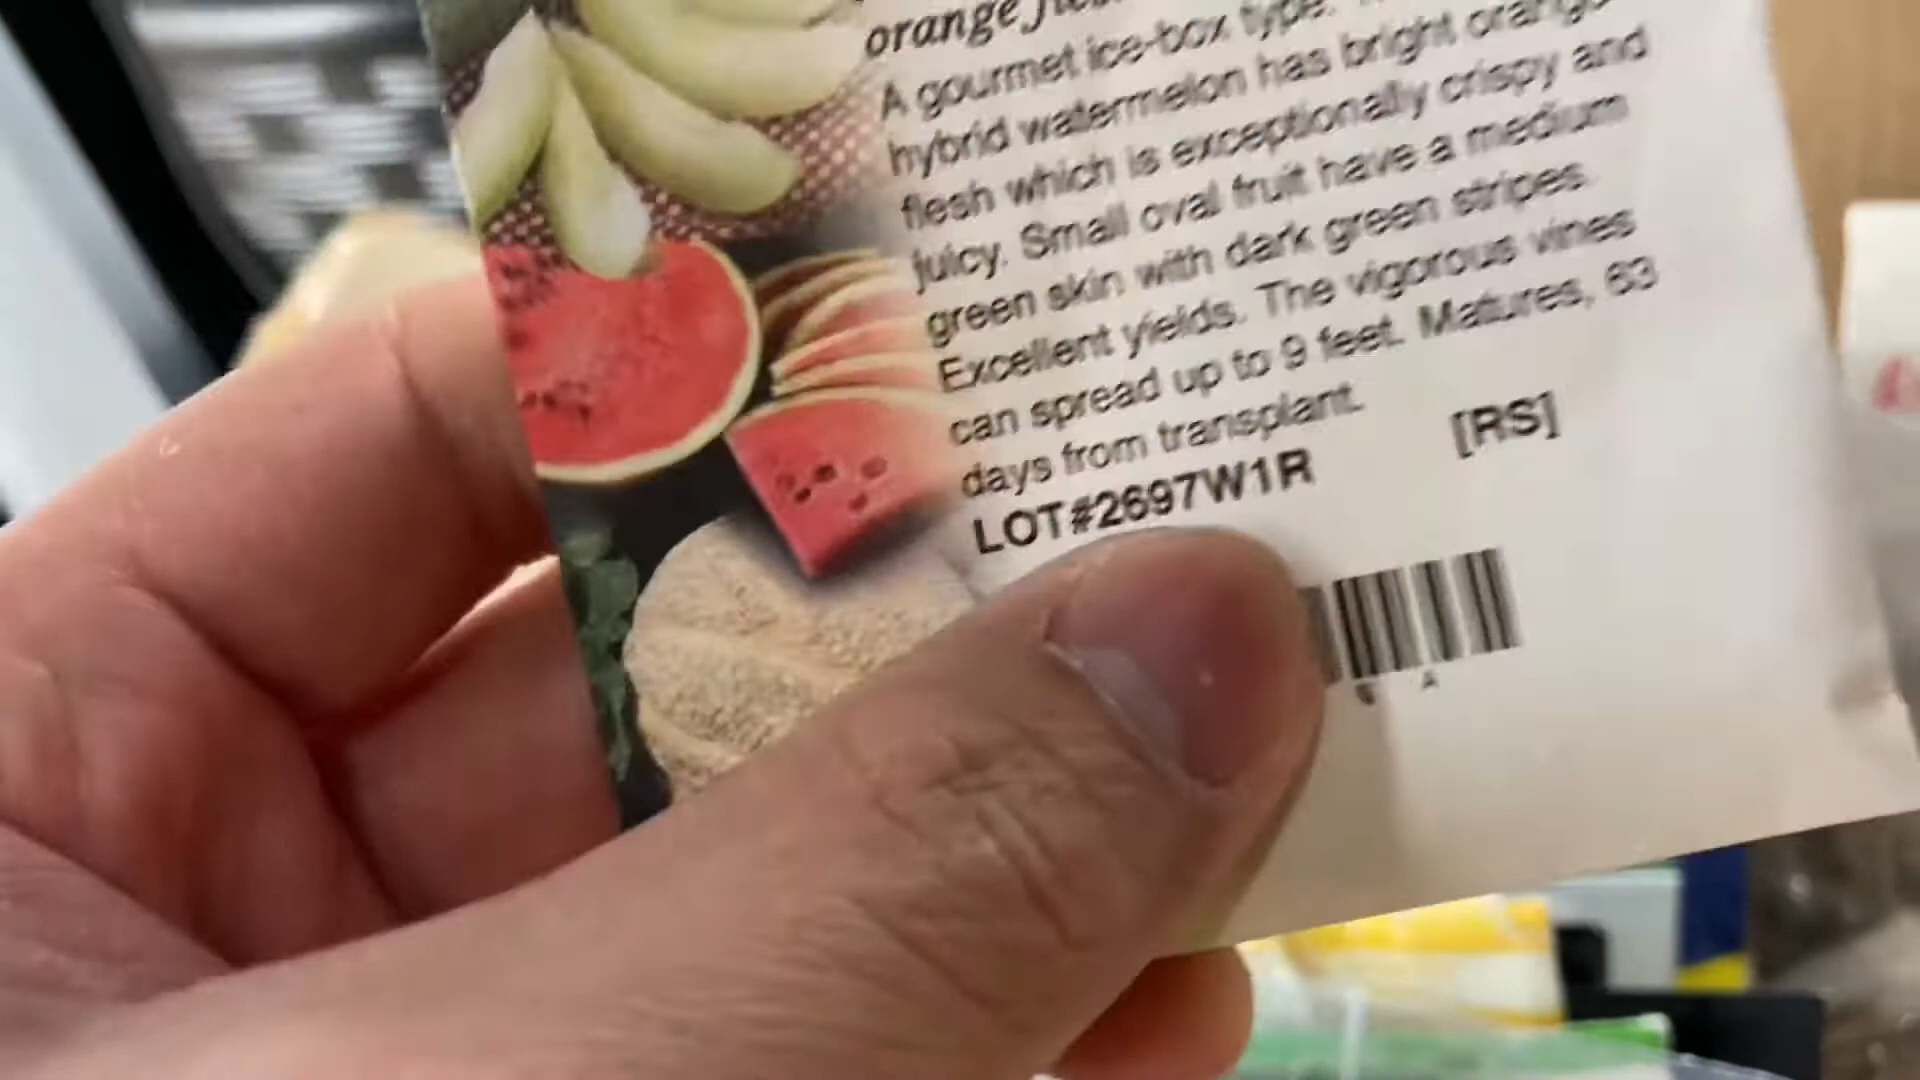 orange
A gourmet ice-box type.
hybrid watermelon has bright orange
flesh which is exceptionally crispy and
juicy. Small oval fruit have a medium
green skin with dark green stripes.
Excellent yields. The vigorous vines
can spread up to 9 feet. Matures, 63
days from transplant.
[RS]
LOT#2697W1R
6 A